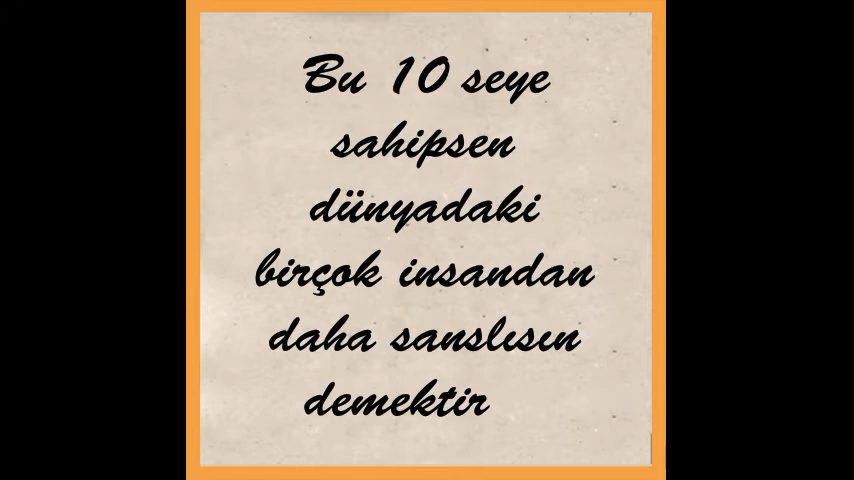 Bu 10 seye
sahipsen
dünyadaki
birçok insandan
daha sanslısın
demektir